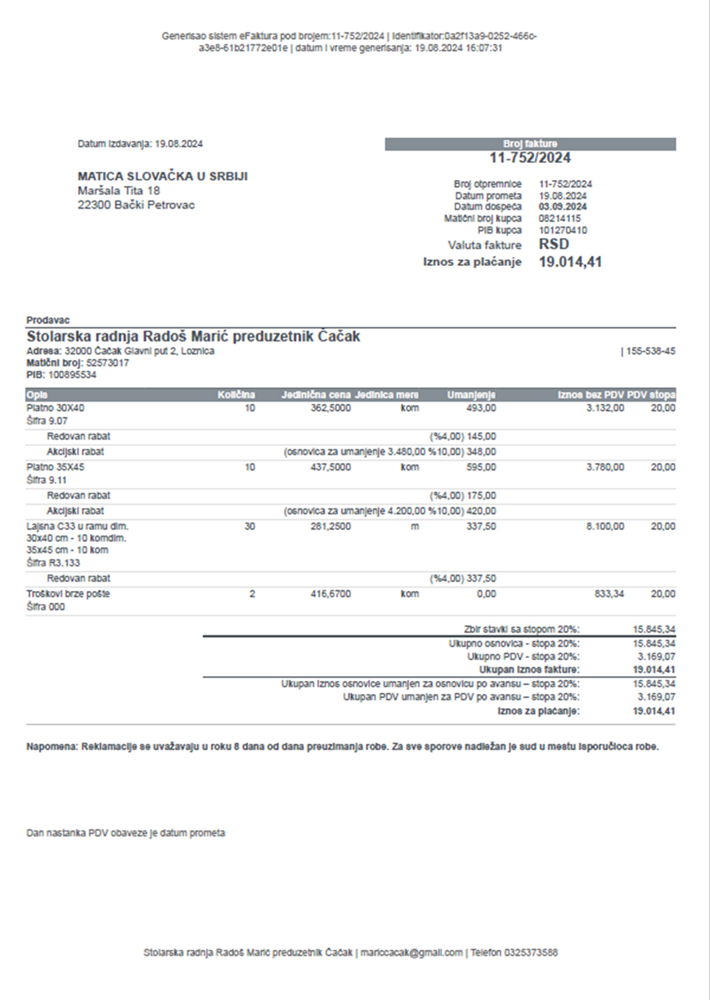 Generisao sistem eFaktura pod brojem:11-752/2024 | Identifikator:0a2f13a9-0252-466c-
a3e8-61b21772e01e | datum i vreme generisanja: 19.08.2024 16:07:31
Datum izdavanja: 19.08.2024
MATICA SLOVAČKA U SRBIJI
Maršala Tita 18
22300 Bački Petrovac
Broj fakture
11-752/2024
Broj otpremnice 11-752/2024
Datum prometa 19.08.2024
Datum dospeća 03.09.2024
Matični broj kupca 08214115
PIB kupca 101270410
Valuta fakture RSD
Iznos za plaćanje 19.014,41
Prodavac
Stolarska radnja Radoš Marić preduzetnik Čačak
Adresa: 32000 Čačak Glavni put 2, Loznica | 155-538-45
Matični broj: 52573017
PIB: 100895534
Opis Količina Jedinična cena Jedinica mere Umanjenje Iznos bez PDV PDV stopa
Platno 30X40 10 362,5000 kom 493,00 3.132,00 20,00
Šifra 9.07
Redovan rabat (%4,00) 145,00
Akcijski rabat (osnovica za umanjenje 3.480,00 %10,00) 348,00
Platno 35X45 10 437,5000 kom 595,00 3.780,00 20,00
Šifra 9.11
Redovan rabat (%4,00) 175,00
Akcijski rabat (osnovica za umanjenje 4.200,00 %10,00) 420,00
Lajsna C33 u ramu dim. 30 281,2500 m 337,50 8.100,00 20,00
30x40 cm - 10 komdim.
35x45 cm - 10 kom
Šifra R3.133
Redovan rabat (%4,00) 337,50
Troškovi brze pošte 2 416,6700 kom 0,00 833,34 20,00
Šifra 000
Zbir stavki sa stopom 20%: 15.845,34
Ukupno osnovica - stopa 20%: 15.845,34
Ukupno PDV - stopa 20%: 3.169,07
Ukupan iznos fakture: 19.014,41
Ukupan iznos osnovice umanjen za osnovicu po avansu – stopa 20%: 15.845,34
Ukupan PDV umanjen za PDV po avansu – stopa 20%: 3.169,07
Iznos za plaćanje: 19.014,41
Napomena: Reklamacije se uvažavaju u roku 8 dana od dana preuzimanja robe. Za sve sporove nadležan je sud u mestu isporučioca robe.
Dan nastanka PDV obaveze je datum prometa
Stolarska radnja Radoš Marić preduzetnik Čačak | mariccacak@gmail.com | Telefon 0325373588